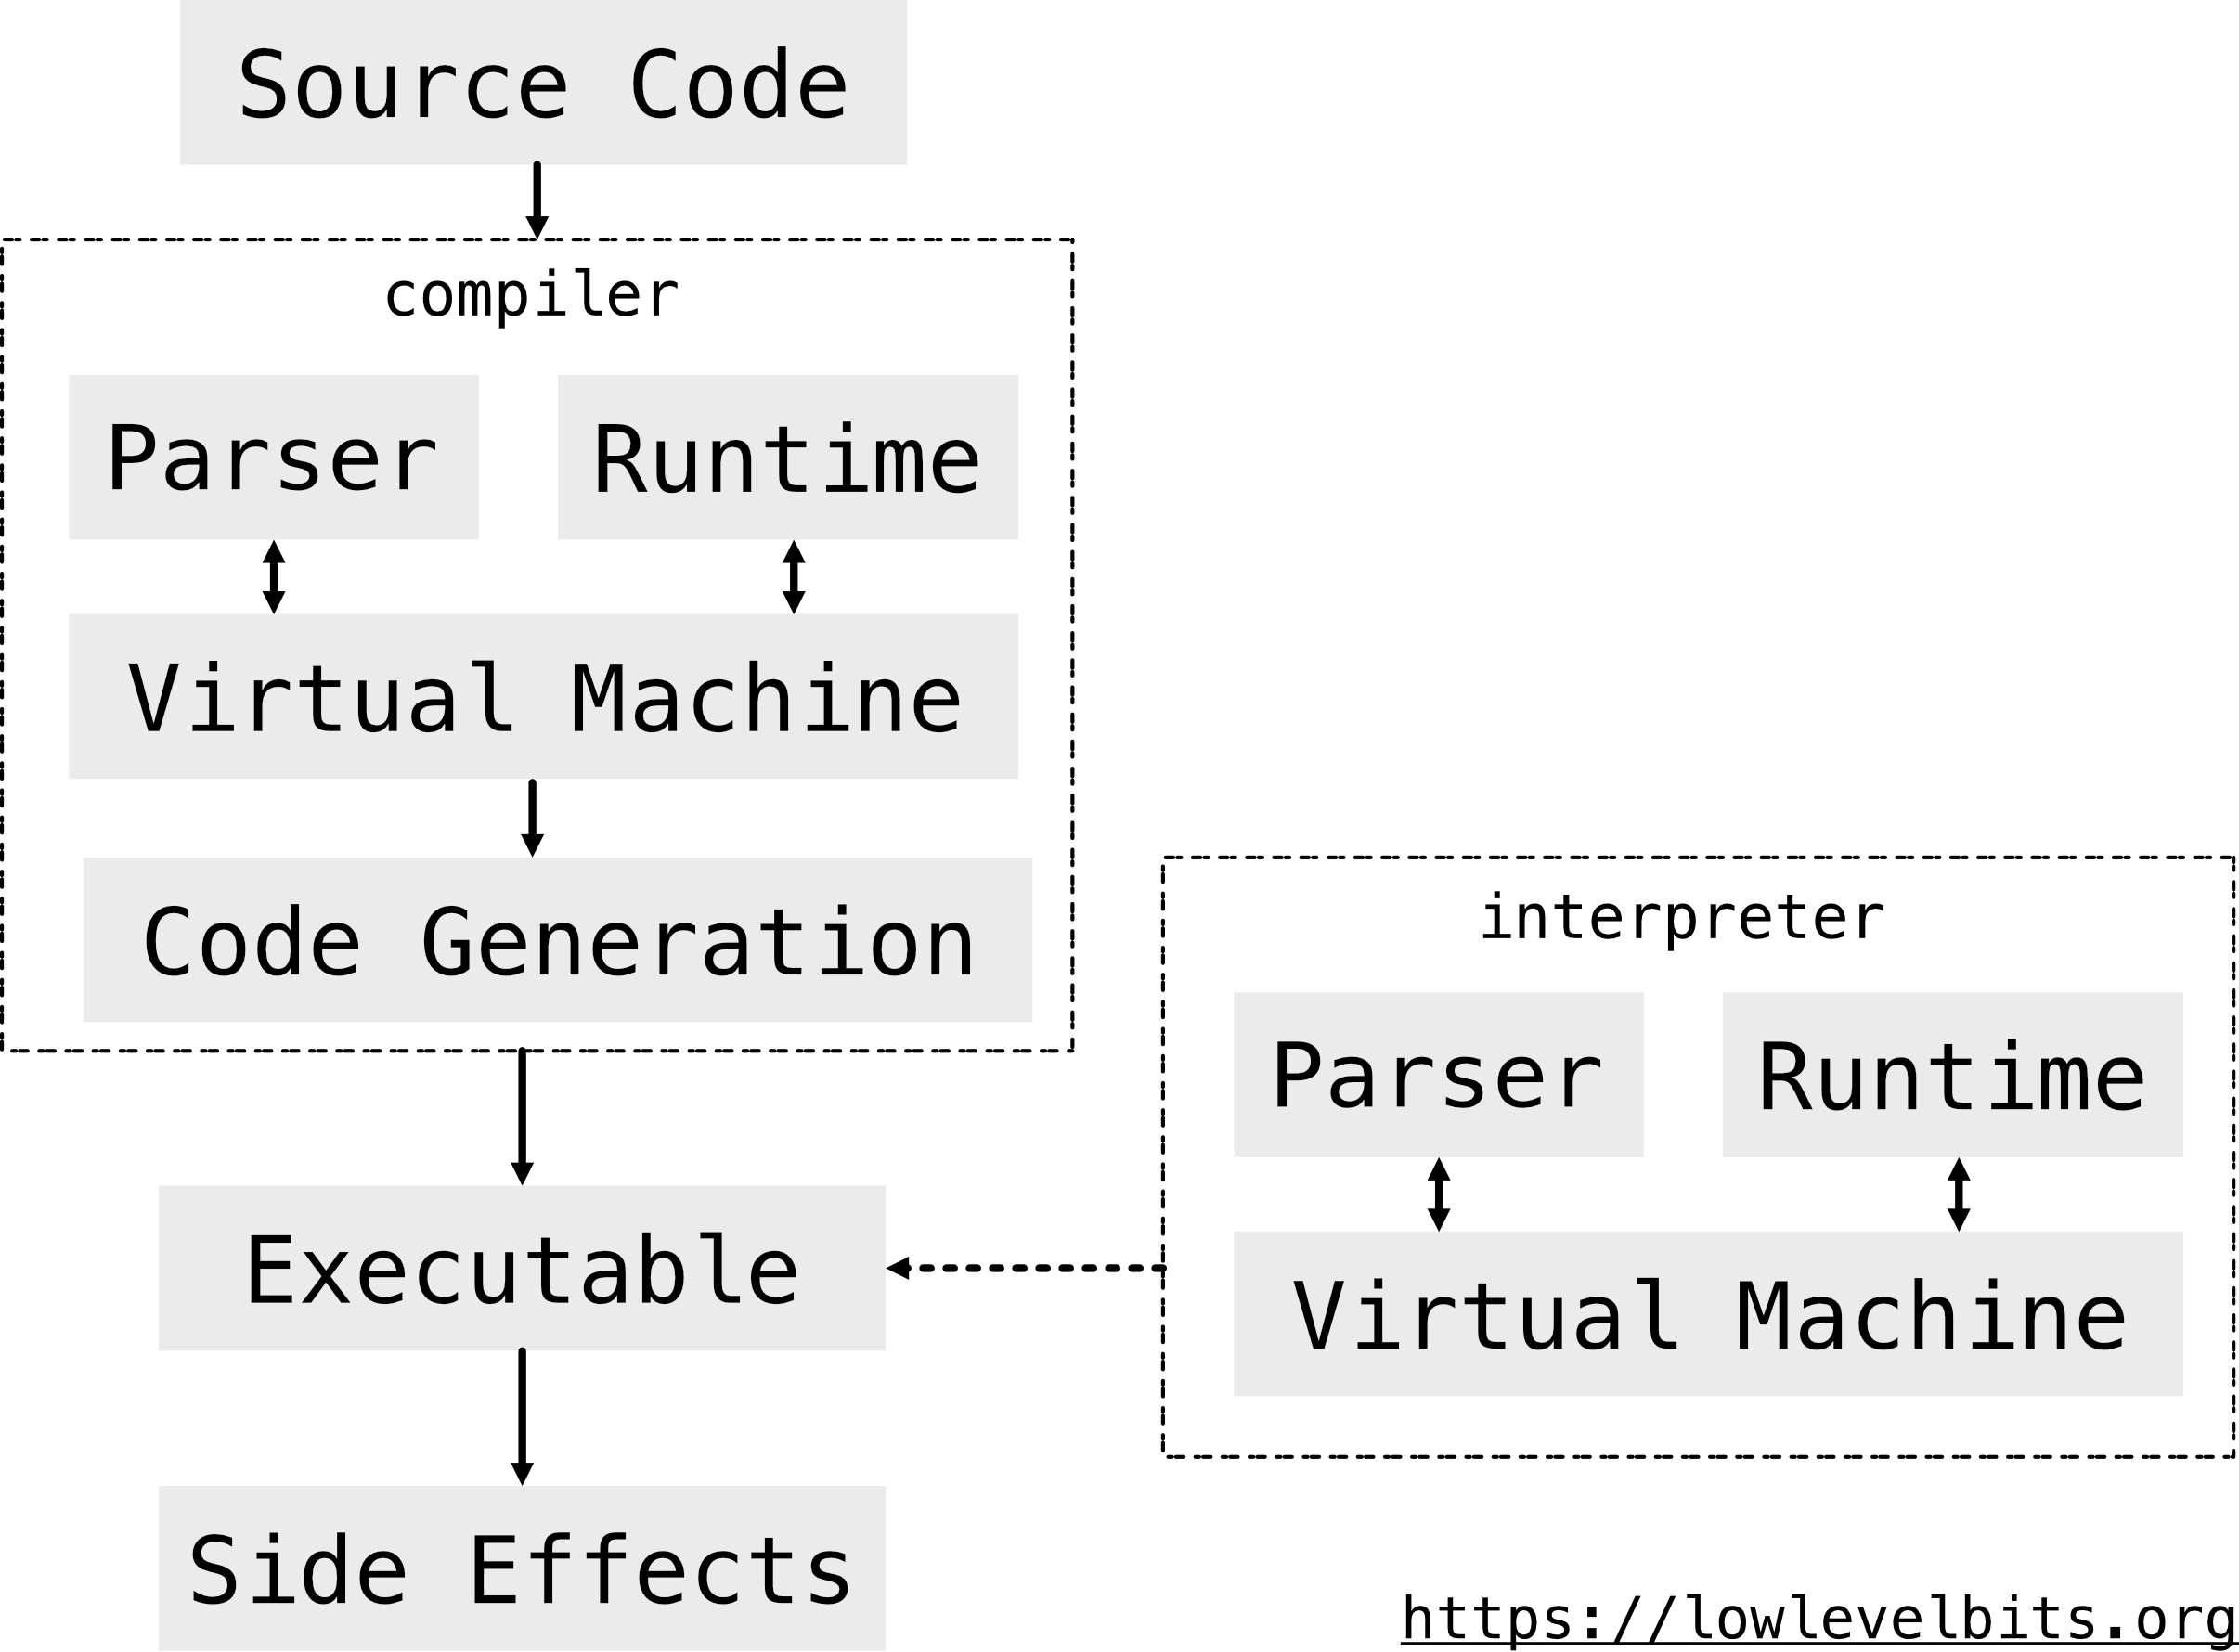 Source Code
compiler
Parser
Runtime
Virtual Machine
Code Generation
Executable
Side Effects
interpreter
Parser
Runtime
Virtual Machine
https://lowlevelbits.org